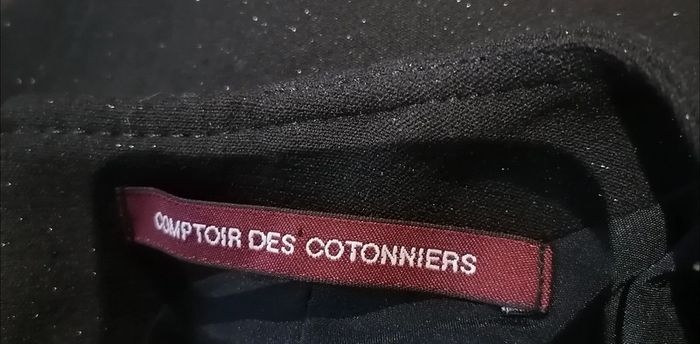 COMPTOIR DES COTONNIERS